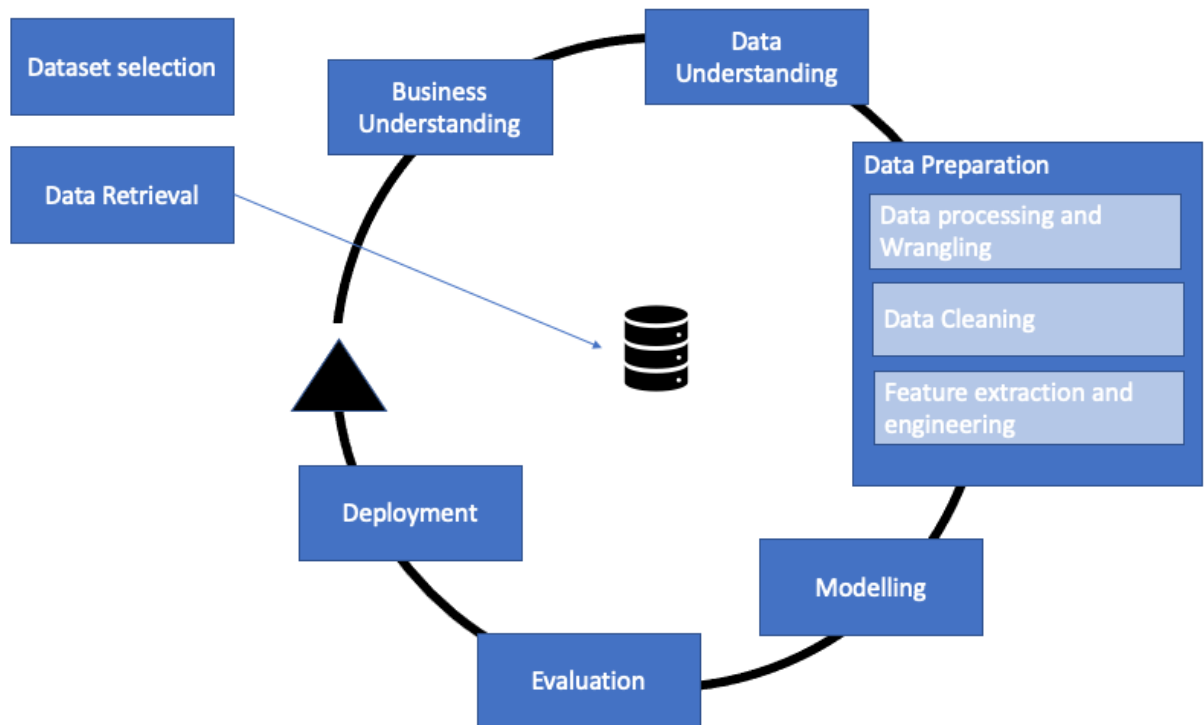 Dataset selection
Data Retrieval
Business
Understanding
Data
Understanding
Data Preparation
Data processing and
Wrangling
Data Cleaning
Feature extraction and
engineering
Modelling
Evaluation
Deployment